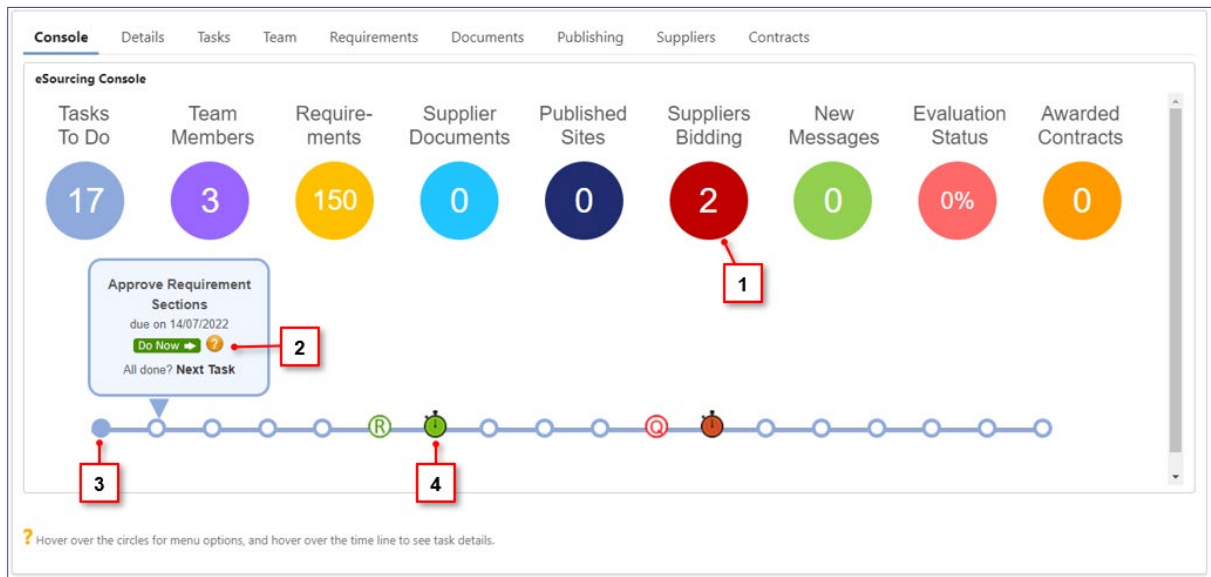 Console Details Tasks Team Requirements Documents Publishing Suppliers Contracts
eSourcing Console
Tasks To Do
Team Members
Require-ments
Supplier Documents
Published Sites
Suppliers Bidding
New Messages
Evaluation Status
Awarded Contracts
17 3 150 0 0 2 0 0% 0
1
Approve Requirement
Sections
due on 14/07/2022
Do Now ?
2
All done? Next Task
R Q
3 4
? Hover over the circles for menu options, and hover over the time line to see task details.